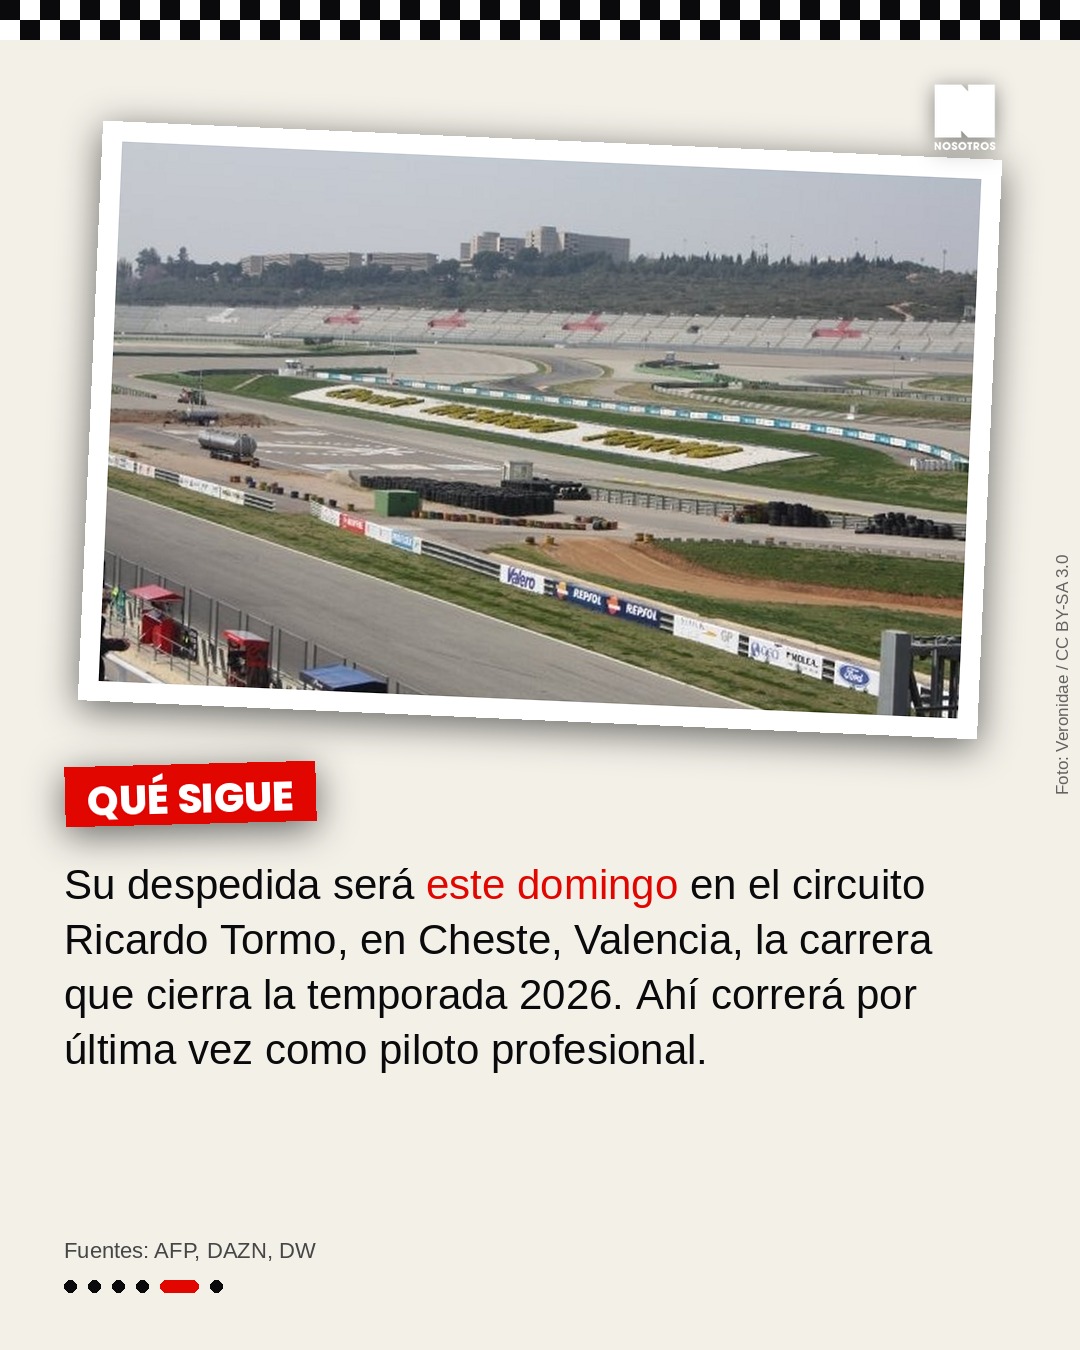 NOSOTROS
Valero
REPSOL
REPSOL
GP
Ford
Foto: Veronidae / CC BY-SA 3.0
QUÉ SIGUE
Su despedida será este domingo en el circuito
Ricardo Tormo, en Cheste, Valencia, la carrera
que cierra la temporada 2026. Ahí correrá por
última vez como piloto profesional.
Fuentes: AFP, DAZN, DW